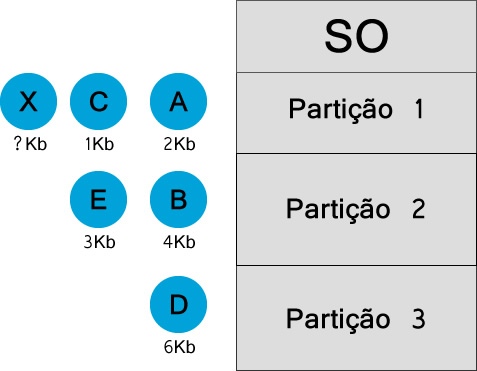 SO
X C A Partição 1
?Kb 1Kb 2Kb
E B Partição 2
3Kb 4Kb
D Partição 3
6Kb